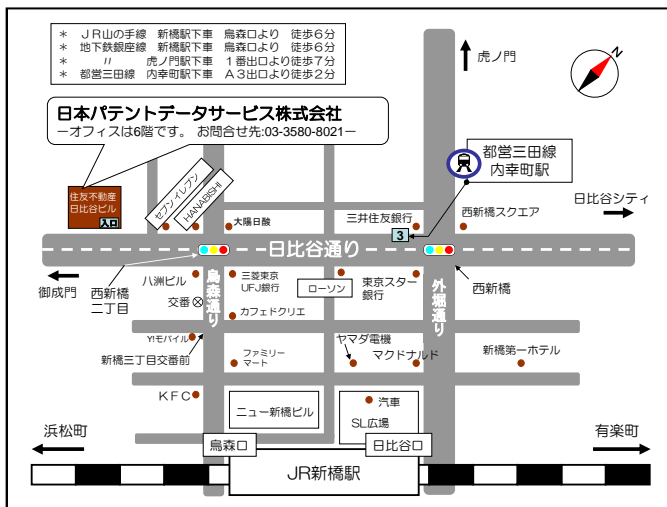 ＊ ＪＲ山の手線 新橋駅下車 烏森口より 徒歩６分
＊ 地下鉄銀座線 新橋駅下車 烏森口より 徒歩６分
＊ 〃 虎ノ門駅下車 １番出口より徒歩７分
＊ 都営三田線 内幸町駅下車 Ａ３出口より徒歩２分
虎ノ門
N
日本パテントデータサービス株式会社
－オフィスは6階です。 お問合せ先:03-3580-8021－
都営三田線
内幸町駅
セブンイレブン
HANABISHI
住友不動産
日比谷ビル
入口
大陽日酸
三井住友銀行
3
西新橋スクエア
日比谷シティ
日比谷通り
御成門
西新橋
二丁目
八洲ビル
交番
烏森通り
三菱東京
UFJ銀行
ローソン
東京スター
銀行
外堀通り
西新橋
カフェドクリエ
Y!モバイル
新橋三丁目交番前
ファミリー
マート
ヤマダ電機
マクドナルド
新橋第一ホテル
ＫＦＣ
ニュー新橋ビル
汽車
SL広場
浜松町
烏森口
日比谷口
有楽町
JR新橋駅